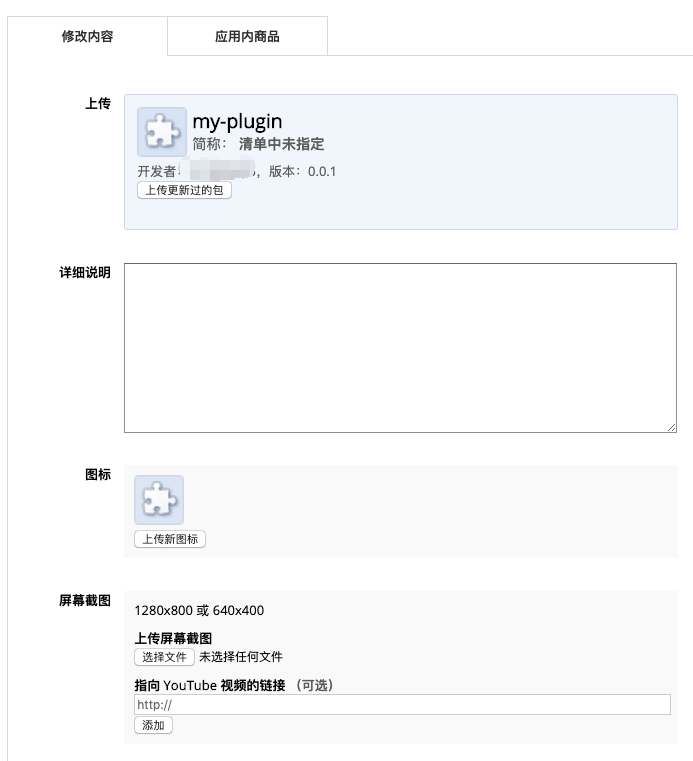 修改内容
应用内商品
上传
my-plugin
简称： 清单中未指定
开发者： ，版本：0.0.1
上传更新过的包
详细说明
图标
上传新图标
屏幕截图
1280x800 或 640x400
上传屏幕截图
选择文件 未选择任何文件
指向 YouTube 视频的链接 （可选）
http://
添加